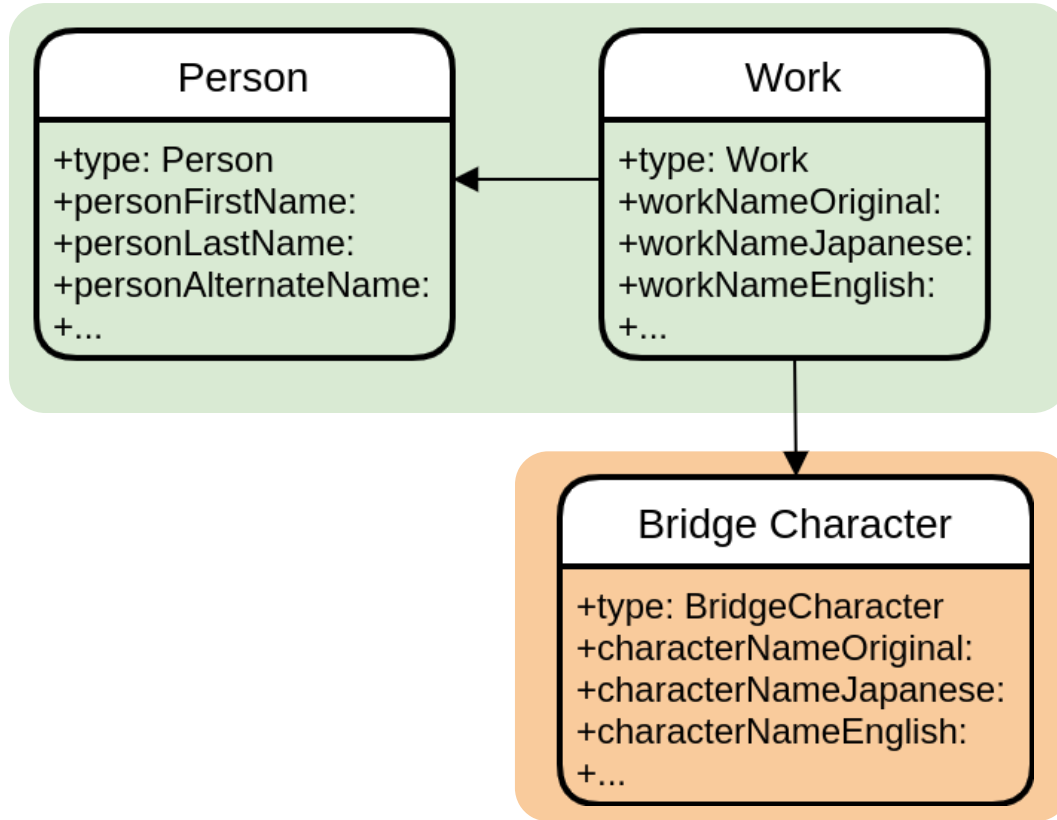 Person
+type: Person
+personFirstName:
+personLastName:
+personAlternateName:
+...
Work
+type: Work
+workNameOriginal:
+workNameJapanese:
+workNameEnglish:
+...
Bridge Character
+type: BridgeCharacter
+characterNameOriginal:
+characterNameJapanese:
+characterNameEnglish:
+...